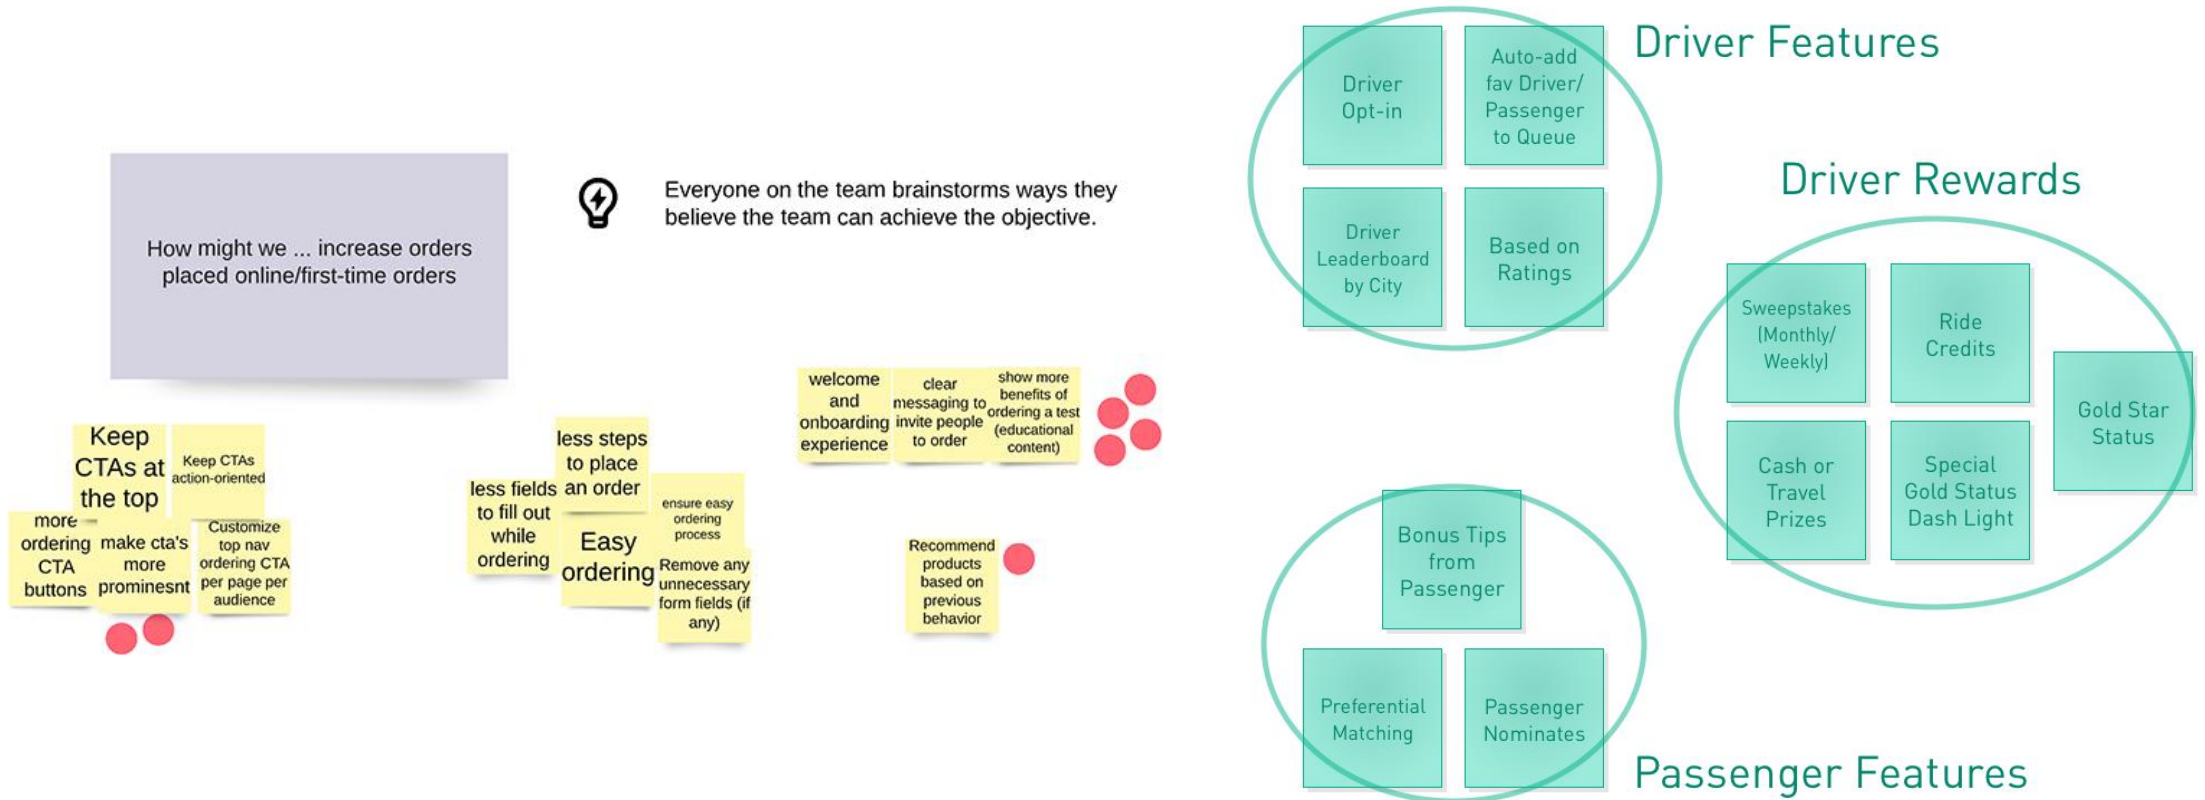 How might we ... increase orders
placed online/first-time orders
Everyone on the team brainstorms ways they
believe the team can achieve the objective.
Keep
CTAs at
the top
Keep CTAs
action-oriented
more
ordering
CTA
buttons
make cta's
more
prominesnt
Customize
top nav
ordering CTA
per page per
audience
less steps
to place
an order
less fields
to fill out
while
ordering
Easy
ordering
ensure easy
ordering
process
Remove any
unnecessary
form fields (if
any)
welcome
and
onboarding
experience
clear
messaging to
invite people
to order
show more
benefits of
ordering a test
(educational
content)
Recommend
products
based on
previous
behavior
Driver Features
Driver
Opt-in
Auto-add
fav Driver/
Passenger
to Queue
Driver
Leaderboard
by City
Based on
Ratings
Driver Rewards
Sweepstakes
(Monthly/
Weekly)
Ride
Credits
Gold Star
Status
Cash or
Travel
Prizes
Special
Gold Status
Dash Light
Bonus Tips
from
Passenger
Preferential
Matching
Passenger
Nominates
Passenger Features